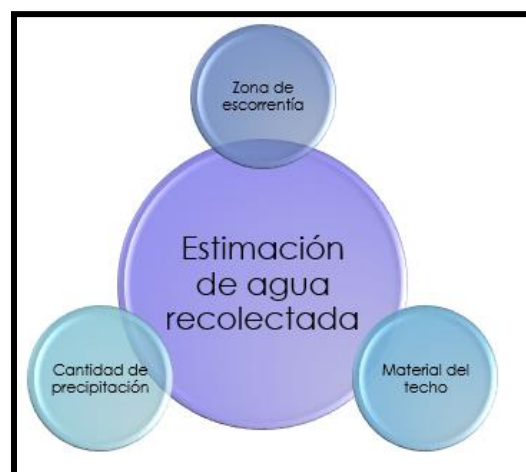 Zona de
escorrentía
Estimación
de agua
recolectada
Cantidad de
precipitación
Material del
techo